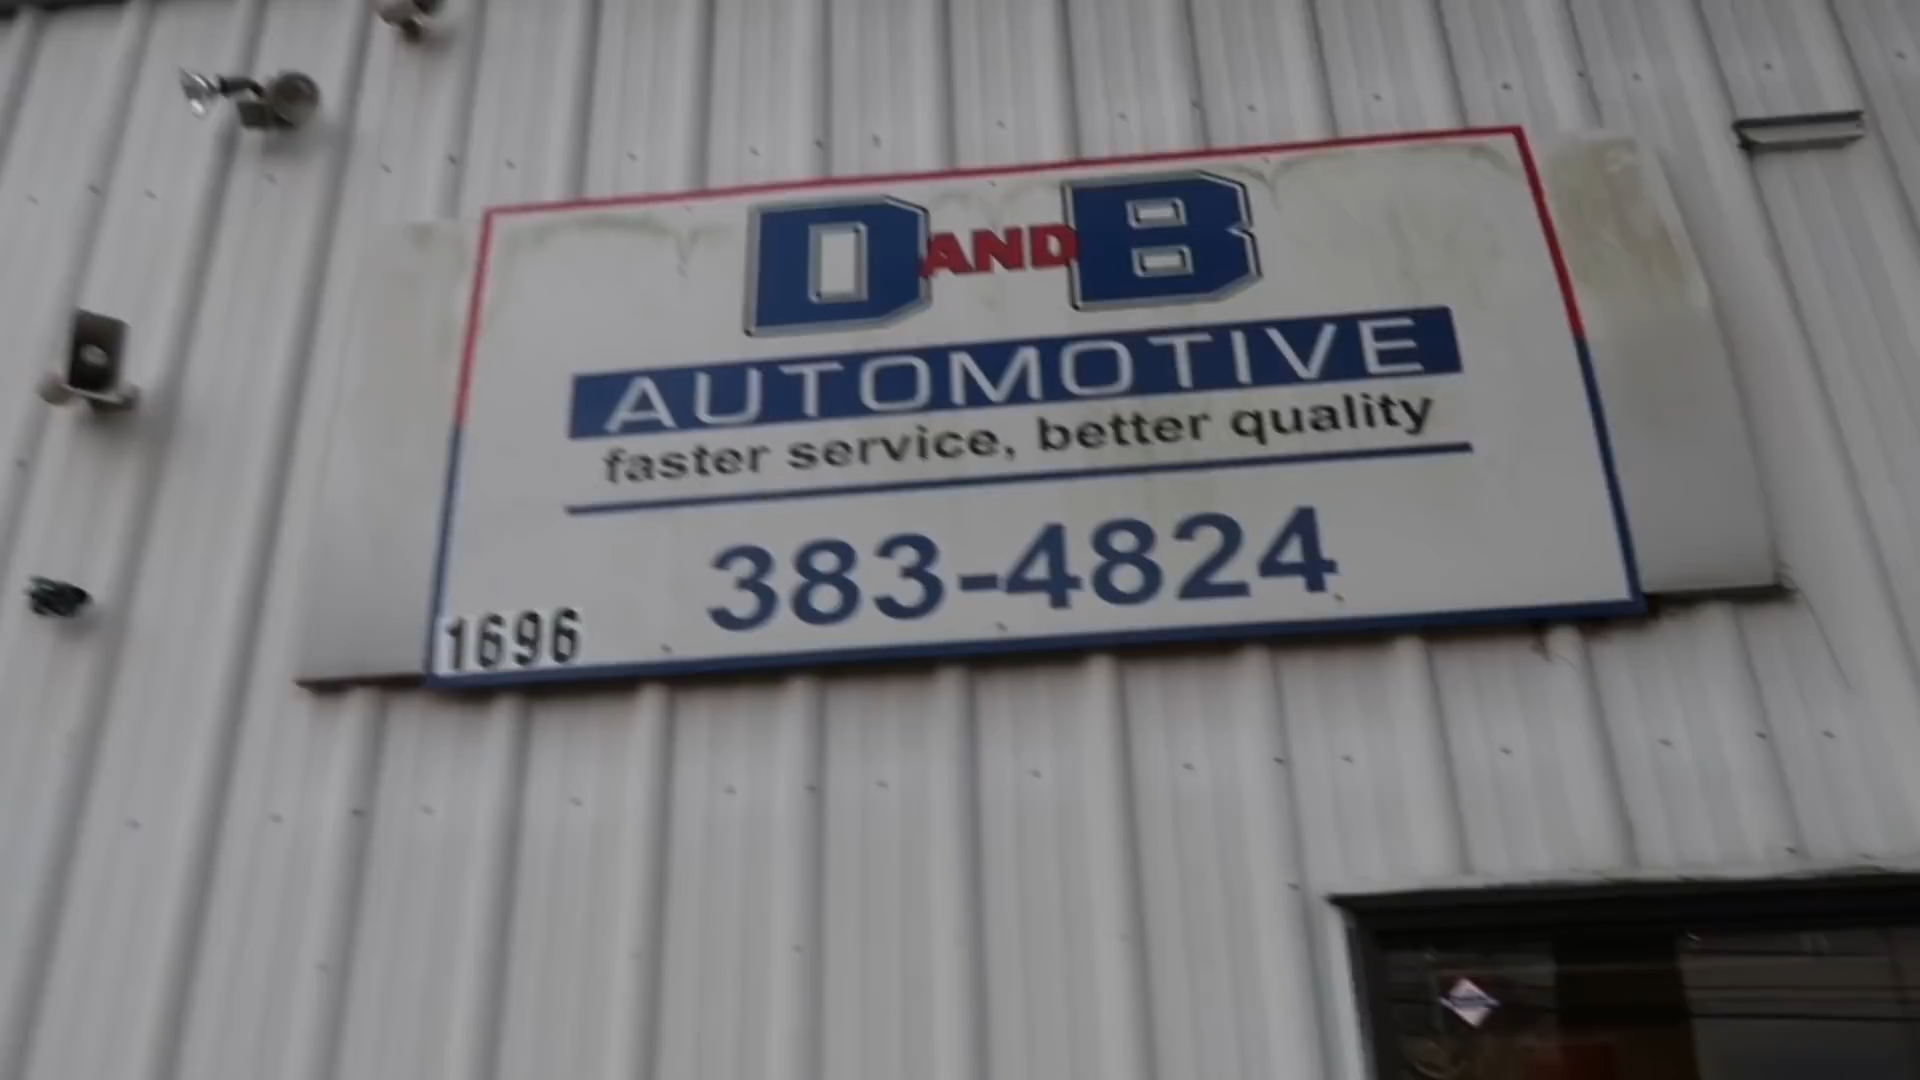 D AND B
AUTOMOTIVE
faster service, better quality
383-4824
1696